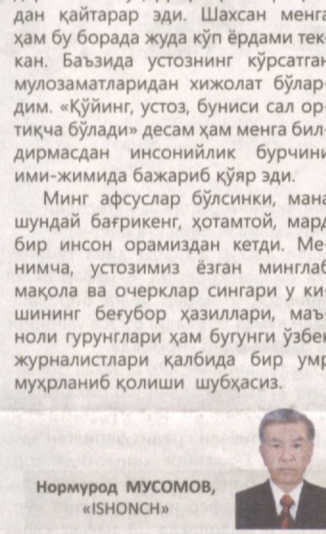 дан қайтарар эди. Шахсан менга
ҳам бу борада жуда кўп ёрдами тек-
кан. Баъзида устознинг кўрсатган
мулозаматларидан хижолат бўлар-
дим. «Қўйинг, устоз, буниси сал ор-
тиқча бўлади» десам ҳам менга бил-
дирмасдан инсонийлик бурчини
ими-жимида бажариб қўяр эди.
Минг афсуслар бўлсинки, мана
шундай бағрикенг, ҳотамтой, мард
бир инсон орамиздан кетди. Ме-
нимча, устозимиз ёзган минглаб
мақола ва очерклар сингари у ки-
шининг беғубор ҳазиллари, маъ-
ноли гурунглари ҳам бугунги ўзбек
журналистлари қалбида бир умр
муҳрланиб қолиши шубҳасиз.
Нормурод МУСОМОВ,
«ISHONCH»